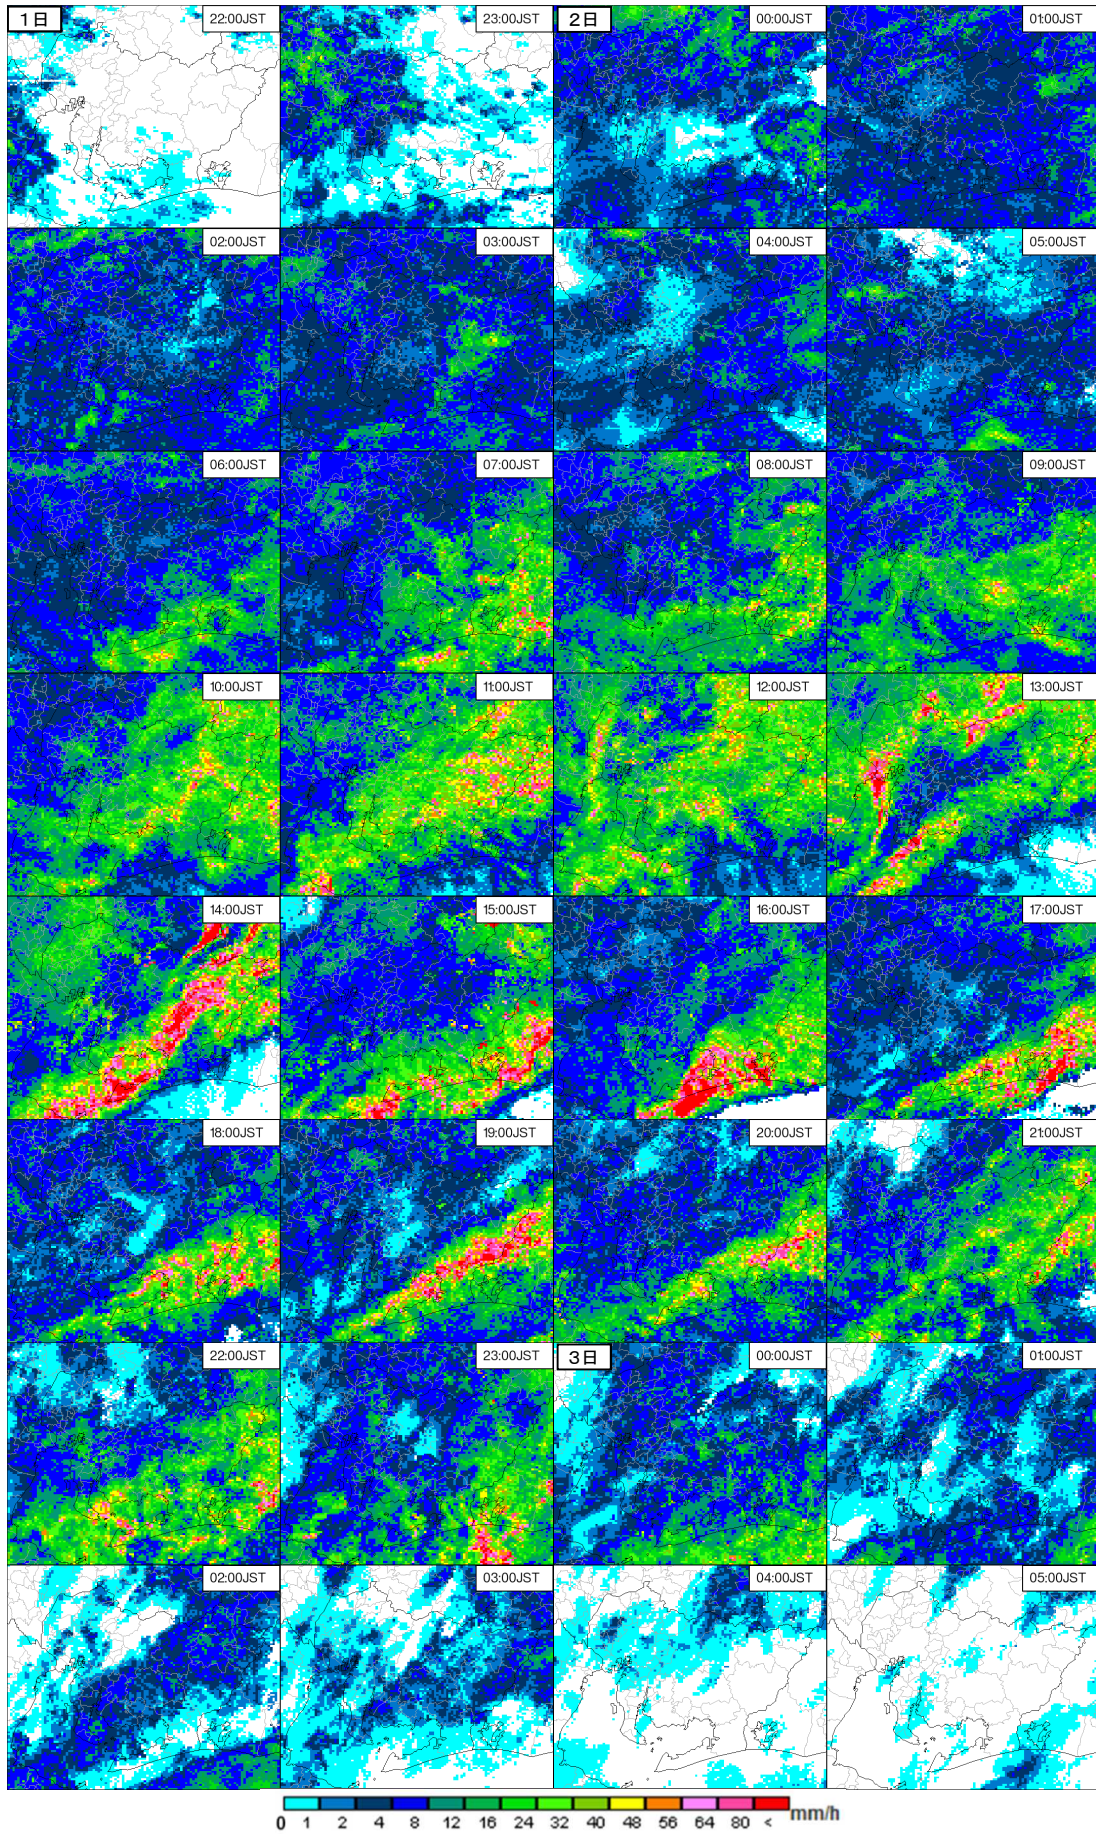 1日
22:00JST
23:00JST
2日
00:00JST
01:00JST
02:00JST
03:00JST
04:00JST
05:00JST
06:00JST
07:00JST
08:00JST
09:00JST
10:00JST
11:00JST
12:00JST
13:00JST
14:00JST
15:00JST
16:00JST
17:00JST
18:00JST
19:00JST
20:00JST
21:00JST
22:00JST
23:00JST
3日
00:00JST
01:00JST
02:00JST
03:00JST
04:00JST
05:00JST
0 1 2 4 8 12 16 24 32 40 48 56 64 80 < mm/h